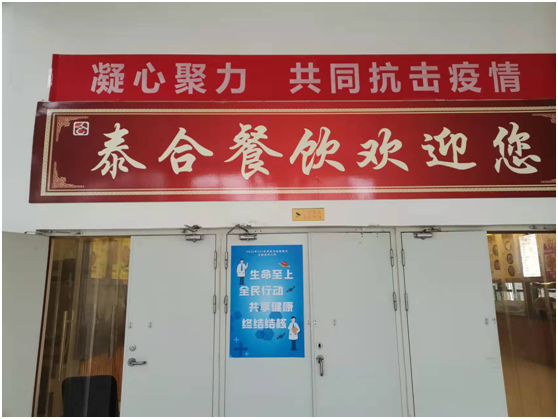 凝心聚力 共同抗击疫情
泰合餐饮欢迎您
生命至上
全民行动
共享健康
终结结核